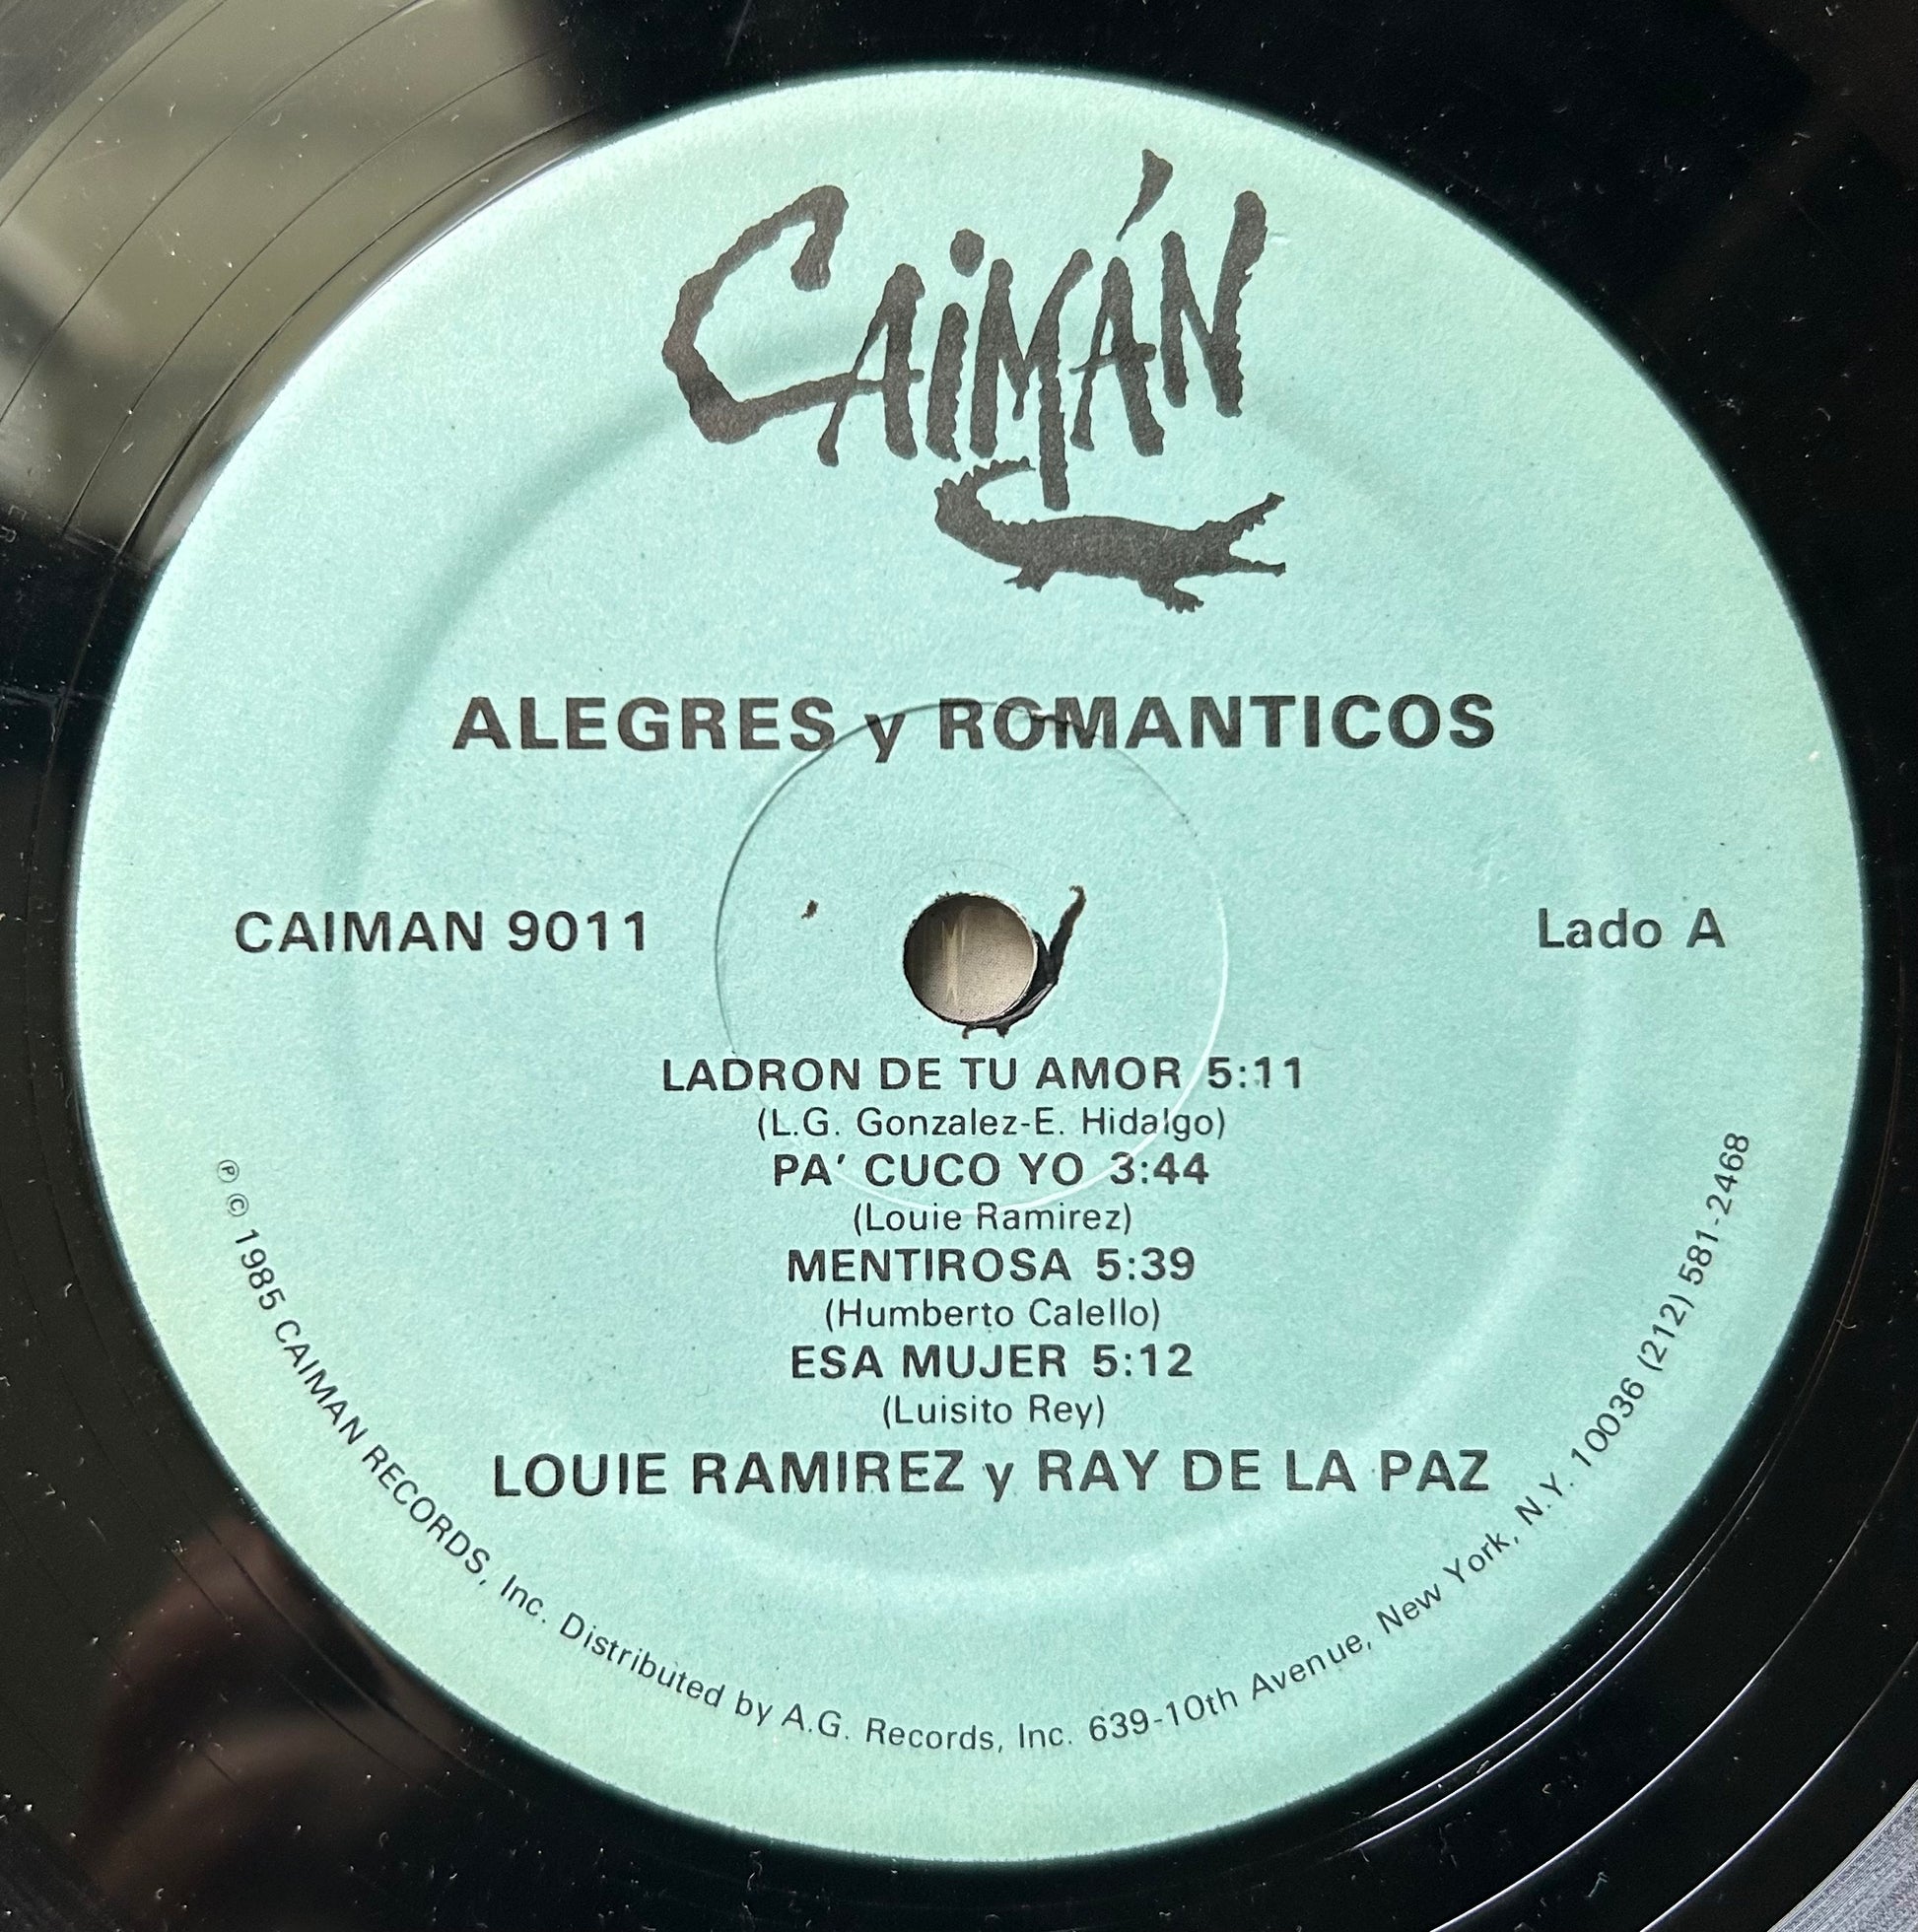 CAiMÁN
ALEGRES y ROMANTICOS
CAIMAN 9011
Lado A
LADRON DE TU AMOR 5:11
(L.G. Gonzalez-E. Hidalgo)
PA' CUCO YO 3:44
(Louie Ramirez)
MENTIROSA 5:39
(Humberto Calello)
ESA MUJER 5:12
(Luisito Rey)
LOUIE RAMIREZ y RAY DE LA PAZ
℗ © 1985 CAIMAN RECORDS, Inc. Distributed by A.G. Records, Inc. 639-10th Avenue, New York, N.Y. 10036 (212) 581-2468